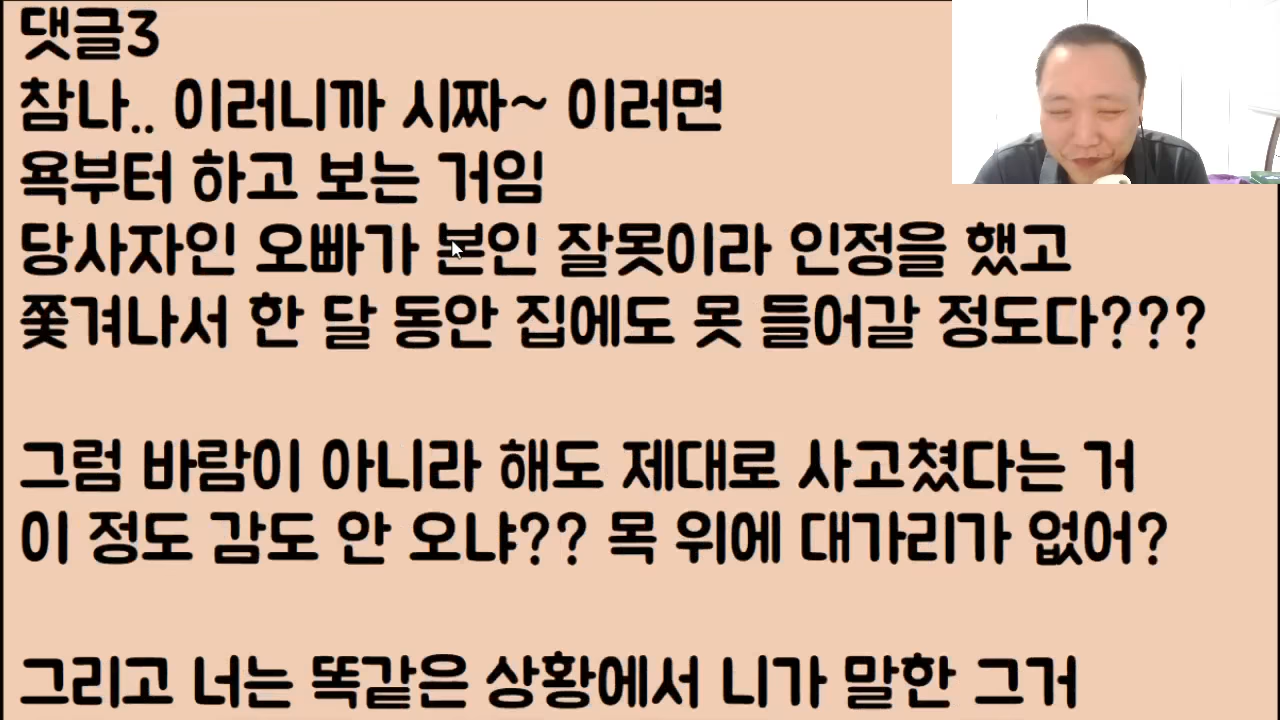 댓글3
참나.. 이러니까 시짜~ 이러면
욕부터 하고 보는 거임
당사자인 오빠가 본인 잘못이라 인정을 했고
쫓겨나서 한 달 동안 집에도 못 들어갈 정도다???
그럼 바람이 아니라 해도 제대로 사고쳤다는 거
이 정도 감도 안 오냐?? 목 위에 대가리가 없어?
그리고 너는 똑같은 상황에서 니가 말한 그거